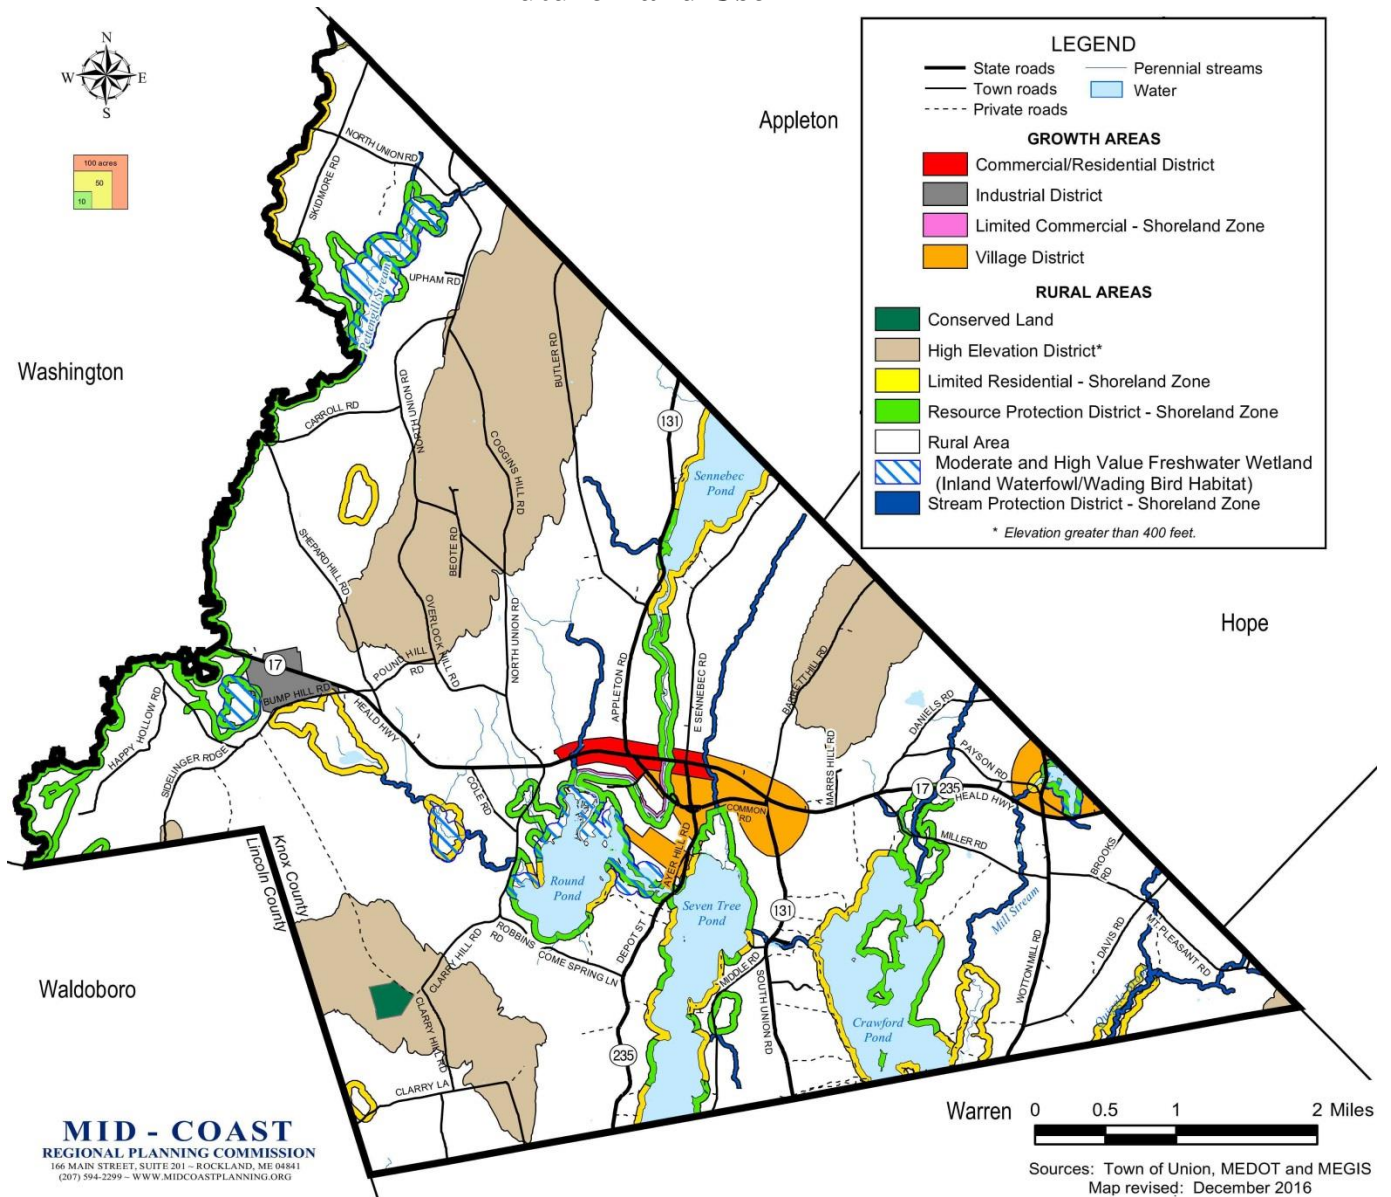 N
W E
S
100 acres
50
10
Appleton
Washington
Hope
Waldoboro
Warren
LEGEND
State roads
Perennial streams
Town roads
Water
Private roads
GROWTH AREAS
Commercial/Residential District
Industrial District
Limited Commercial - Shoreland Zone
Village District
RURAL AREAS
Conserved Land
High Elevation District*
Limited Residential - Shoreland Zone
Resource Protection District - Shoreland Zone
Rural Area
Moderate and High Value Freshwater Wetland
(Inland Waterfowl/Wading Bird Habitat)
Stream Protection District - Shoreland Zone
* Elevation greater than 400 feet.
NORTH UNION RD
SKIDMORE RD
UPHAM RD
Pettengill Stream
BUTLER RD
131
CARROLL RD
NORTH UNION RD
COGGINS HILL RD
Sennebec
Pond
SHEPARD HILL RD
BEOTE RD
OVERLOCK HILL RD
NORTH UNION RD
POUND HILL
RD
17
BUMP HILL RD
HEALD HWY
HAPPY HOLLOW RD
SIDELINGER RDGE
APPLETON RD
E SENNEBEC RD
BARRETT HILL RD
MARRS HILL RD
DANIELS RD
PAYSON RD
17
235
HEALD HWY
COLE RD
COMMON
RD
AYER HILL RD
MILLER RD
BROOKS
RD
Knox County
Lincoln County
Round
Pond
Seven Tree
Pond
131
Mill Stream
DAVIS RD
MT. PLEASANT RD
WOTTON MILL RD
ROBBINS
RD
COME SPRING LN
DEPOT ST
MIDDLE RD
SOUTH UNION RD
CLARRY HILL RD
CLARRY HILL RD
Crawford
Pond
235
CLARRY LA
MID - COAST
REGIONAL PLANNING COMMISSION
166 MAIN STREET, SUITE 201 ~ ROCKLAND, ME 04841
(207) 594-2299 ~ WWW.MIDCOASTPLANNING.ORG
0 0.5 1 2 Miles
Sources: Town of Union, MEDOT and MEGIS
Map revised: December 2016